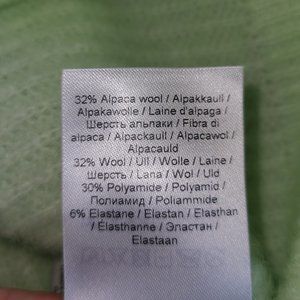 32% Alpaca wool / Alpakkaull /
Alpakawolle / Laine d'alpaga /
Шерсть альпаки / Fibra di
alpaca / Alpackaull / Alpacawol /
Alpacauld
32% Wool / Ull / Wolle / Laine /
Шерсть / Lana / Wol / Uld
30% Polyamide / Polyamid /
Полиамид / Poliammide
6% Elastane / Elastan / Elasthan
/ Élasthanne / Эластан /
Elastaan